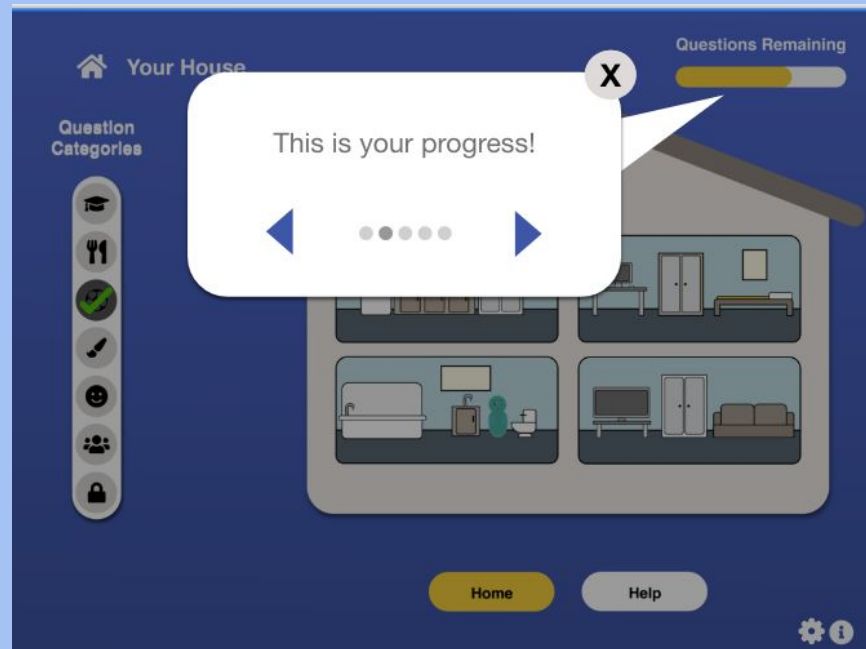 Your House
Questions Remaining
X
Question
Categories
This is your progress!
Home
Help
i